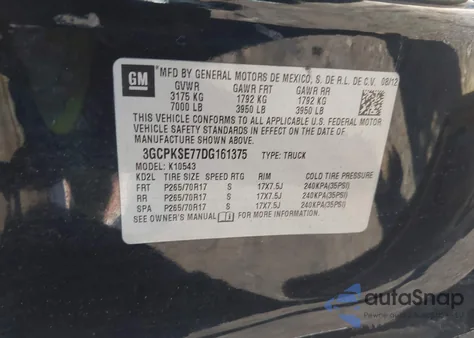 GM
MFD BY GENERAL MOTORS DE MEXICO, S. DE R.L. DE C.V. 08/12
GVWR GAWR FRT GAWR RR
3175 KG 1792 KG 1792 KG
7000 LB 3950 LB 3950 LB
THIS VEHICLE CONFORMS TO ALL APPLICABLE U.S.
FEDERAL MOTOR VEHICLE SAFETY AND THEFT
PREVENTION STANDARDS IN EFFECT ON THE DATE OF
MANUFACTURE SHOWN ABOVE.
3GCPKSE77DG161375 TYPE: TRUCK
MODEL: K10543
KD2L TIRE SIZE SPEED RTG RIM COLD TIRE PRESSURE
FRT P265/70R17 S 17X7.5J 240KPA(35PSI)
RR P265/70R17 S 17X7.5J 240KPA(35PSI)
SPA P265/70R17 S 17X7.5J 240KPA(35PSI)
SEE OWNER'S MANUAL FOR MORE INFORMATION.
autoSnap